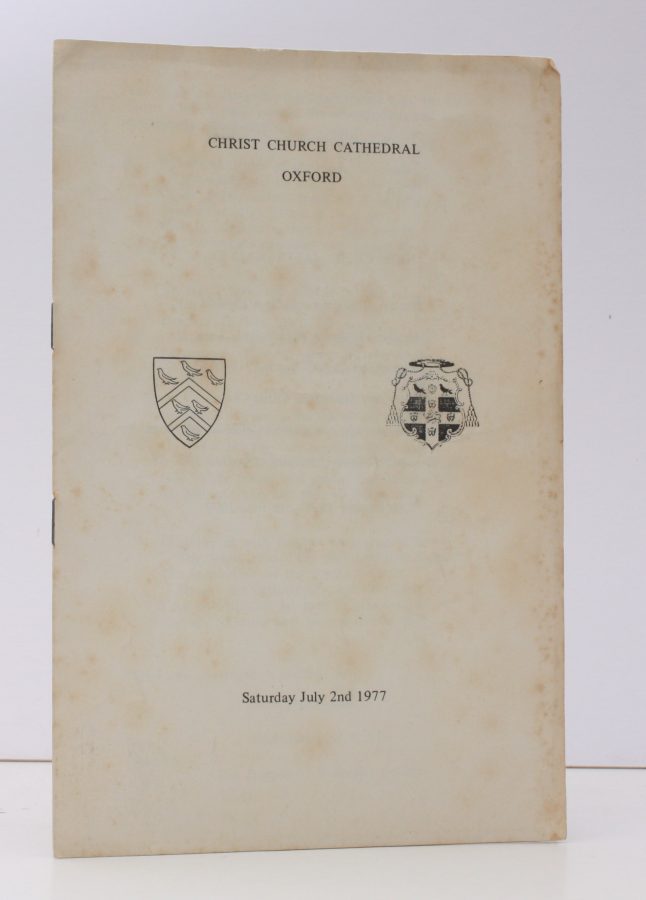 CHRIST CHURCH CATHEDRAL
OXFORD
Saturday July 2nd 1977